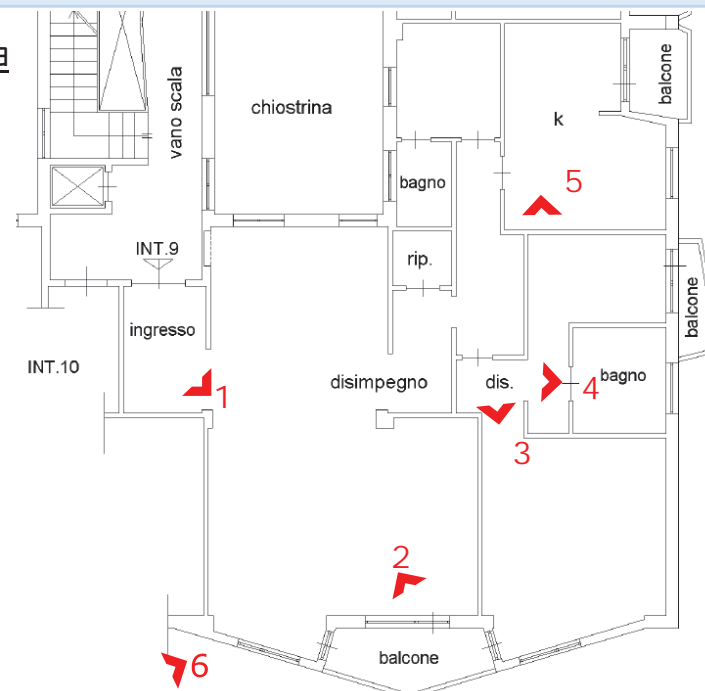 balcone
vano scala
chiostrina
k
bagno
5
INT.9
rip.
balcone
ingresso
INT.10
disimpegno
dis.
bagno
1
4
3
2
balcone
6